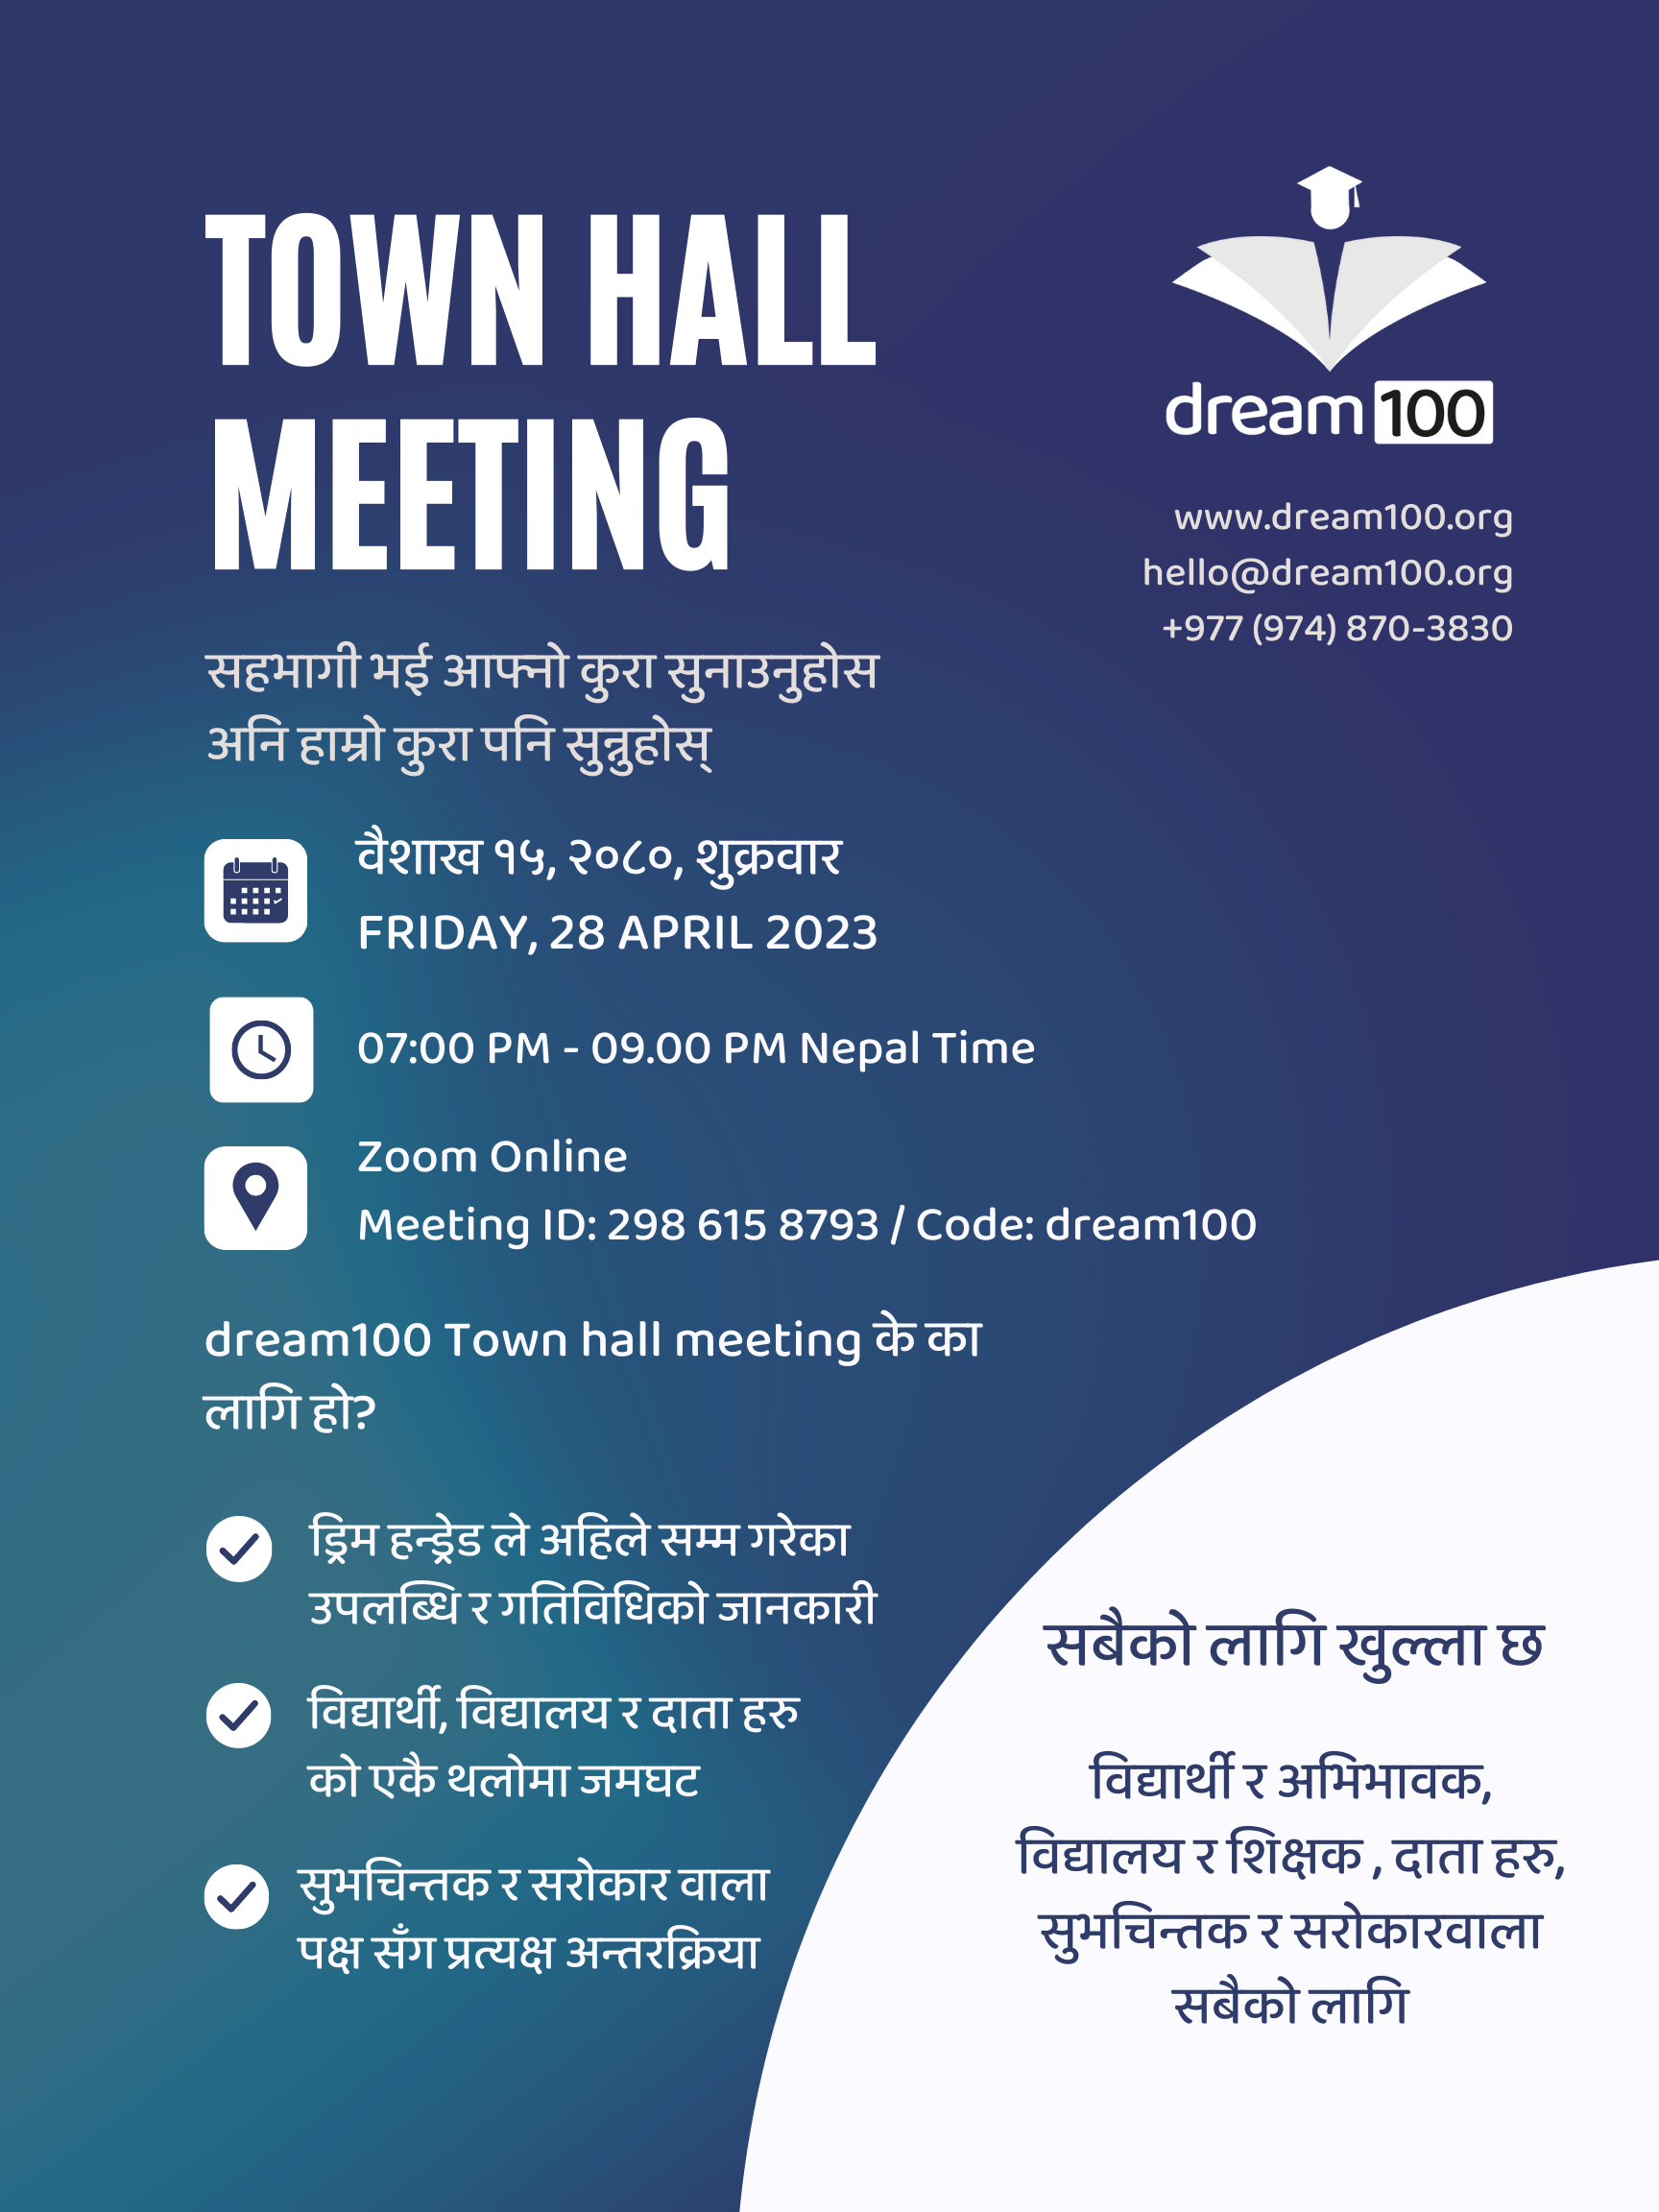 TOWN HALL
MEETING
dream100
www.dream100.org
hello@dream100.org
+977 (974) 870-3830
सहभागी भई आफ्नो कुरा सुनाउनुहोस
अनि हाम्रो कुरा पनि सुन्नुहोस्
वैशाख १५, २०८०, शुक्रवार
FRIDAY, 28 APRIL 2023
07:00 PM - 09.00 PM Nepal Time
Zoom Online
Meeting ID: 298 615 8793 / Code: dream100
dream100 Town hall meeting के का
लागि हो?
ड्रिम हन्ड्रेड ले अहिले सम्म गरेका
उपलब्धि र गतिविधिको जानकारी
विद्यार्थी, विद्यालय र दाता हरु
को एकै थलोमा जमघट
सुभचिन्तक र सरोकार वाला
पक्ष सँग प्रत्यक्ष अन्तरक्रिया
सबैको लागि खुल्ला छ
विद्यार्थी र अभिभावक,
विद्यालय र शिक्षक , दाता हरु,
सुभचिन्तक र सरोकारवाला
सबैको लागि